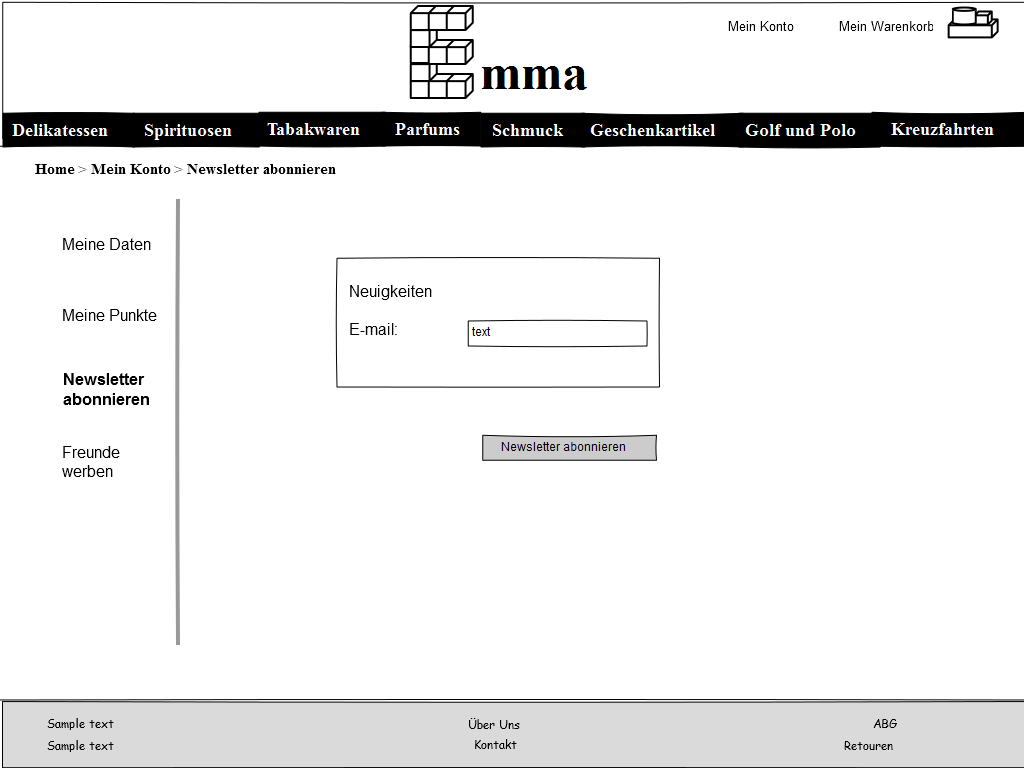 Mein Konto Mein Warenkorb
Emma
Delikatessen Spirituosen Tabakwaren Parfums Schmuck Geschenkartikel Golf und Polo Kreuzfahrten
Home > Mein Konto > Newsletter abonnieren
Meine Daten
Meine Punkte
Newsletter
abonnieren
Freunde
werben
Neuigkeiten
E-mail: text
Newsletter abonnieren
Sample text Über Uns ABG
Sample text Kontakt Retouren